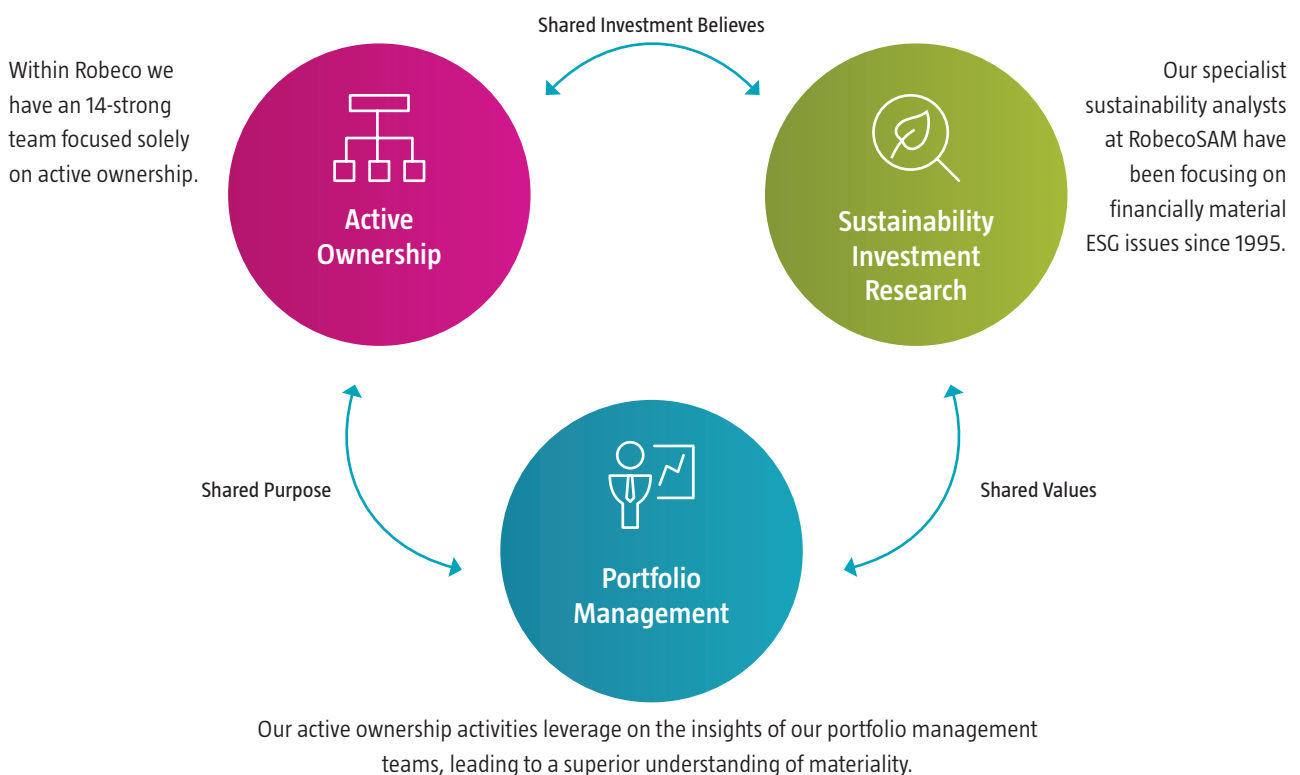 Shared Investment Believes
Within Robeco we
have an 14-strong
team focused solely
on active ownership.
Active
Ownership
Sustainability
Investment
Research
Our specialist
sustainability analysts
at RobecoSAM have
been focusing on
financially material
ESG issues since 1995.
Shared Purpose
Shared Values
Portfolio
Management
Our active ownership activities leverage on the insights of our portfolio management
teams, leading to a superior understanding of materiality.